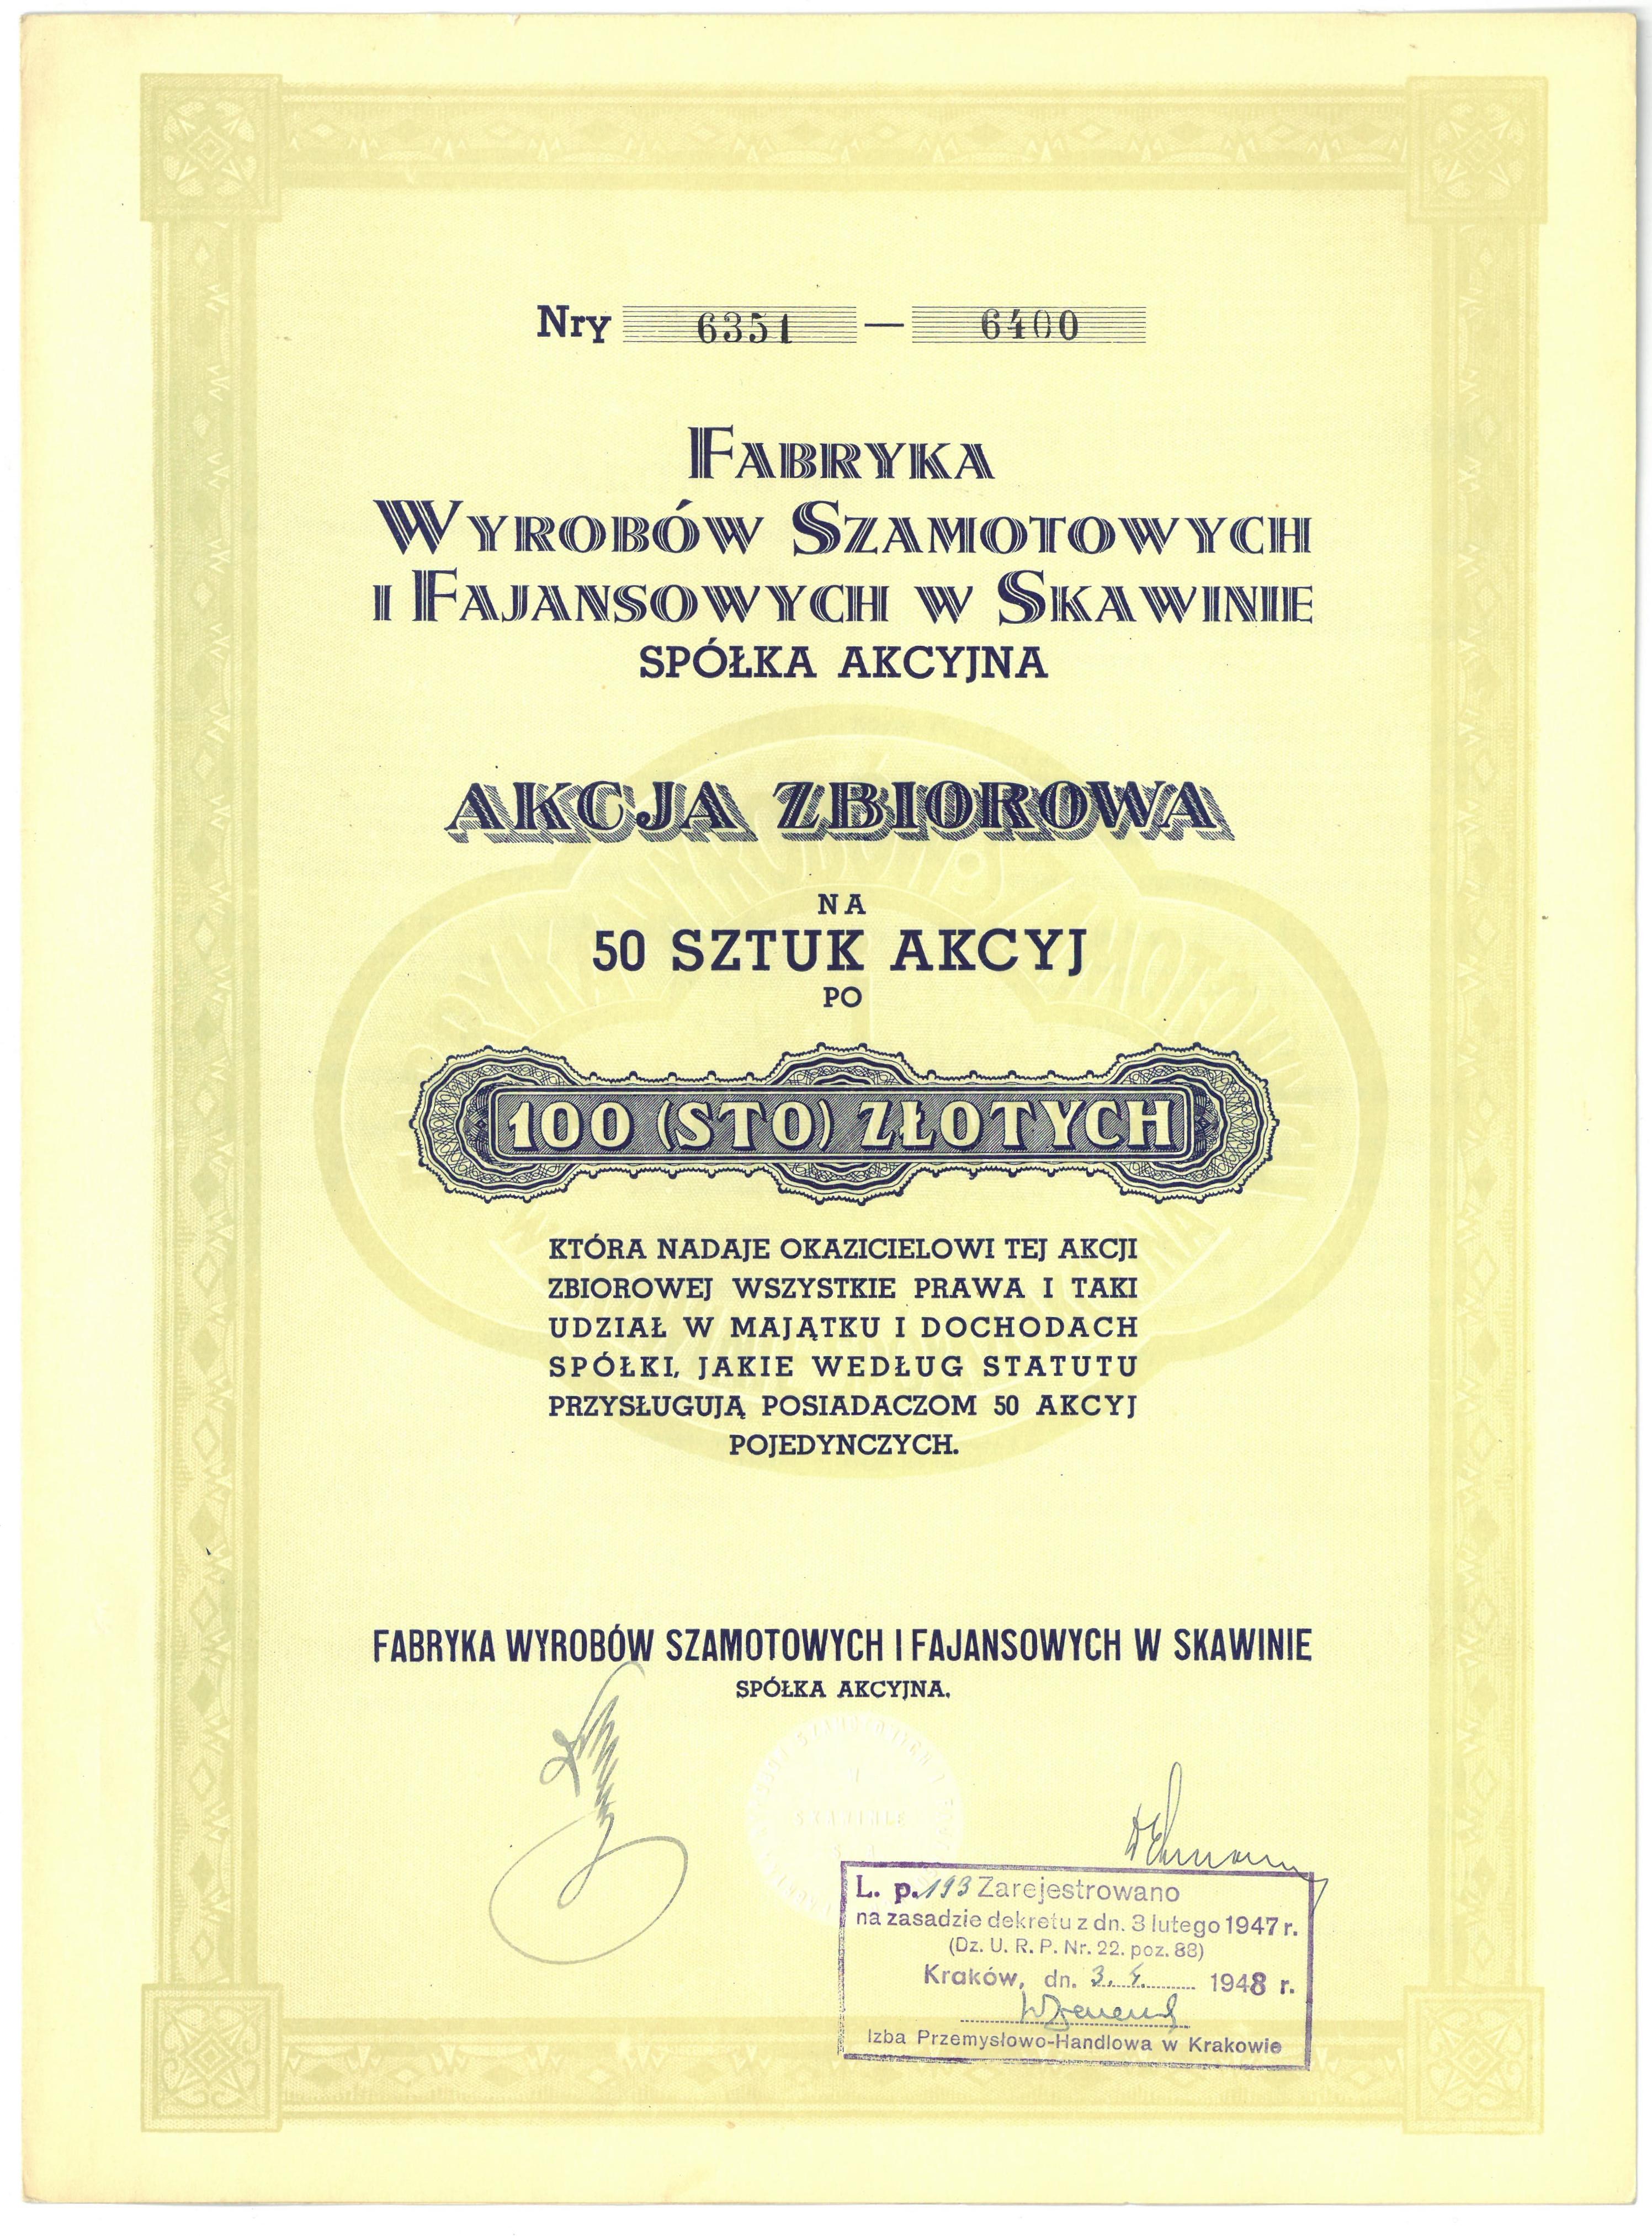 Nry 6351 — 6400
FABRYKA
WYROBÓW SZAMOTOWYCH
I FAJANSOWYCH W SKAWINIE
SPÓŁKA AKCYJNA
AKCJA ZBIOROWA
NA
50 SZTUK AKCYJ
PO
100 (STO) ZŁOTYCH
KTÓRA NADAJE OKAZICIELOWI TEJ AKCJI
ZBIOROWEJ WSZYSTKIE PRAWA I TAKI
UDZIAŁ W MAJĄTKU I DOCHODACH
SPÓŁKI, JAKIE WEDŁUG STATUTU
PRZYSŁUGUJĄ POSIADACZOM 50 AKCYJ
POJEDYNCZYCH.
FABRYKA WYROBÓW SZAMOTOWYCH I FAJANSOWYCH W SKAWINIE
SPÓŁKA AKCYJNA.
SKAWINIE
L. p. 193 Zarejestrowano
na zasadzie dekretu z dn. 3 lutego 1947 r.
(Dz. U. R. P. Nr. 22. poz. 88)
Kraków, dn. 3. 1948 r.
Izba Przemysłowo-Handlowa w Krakowie